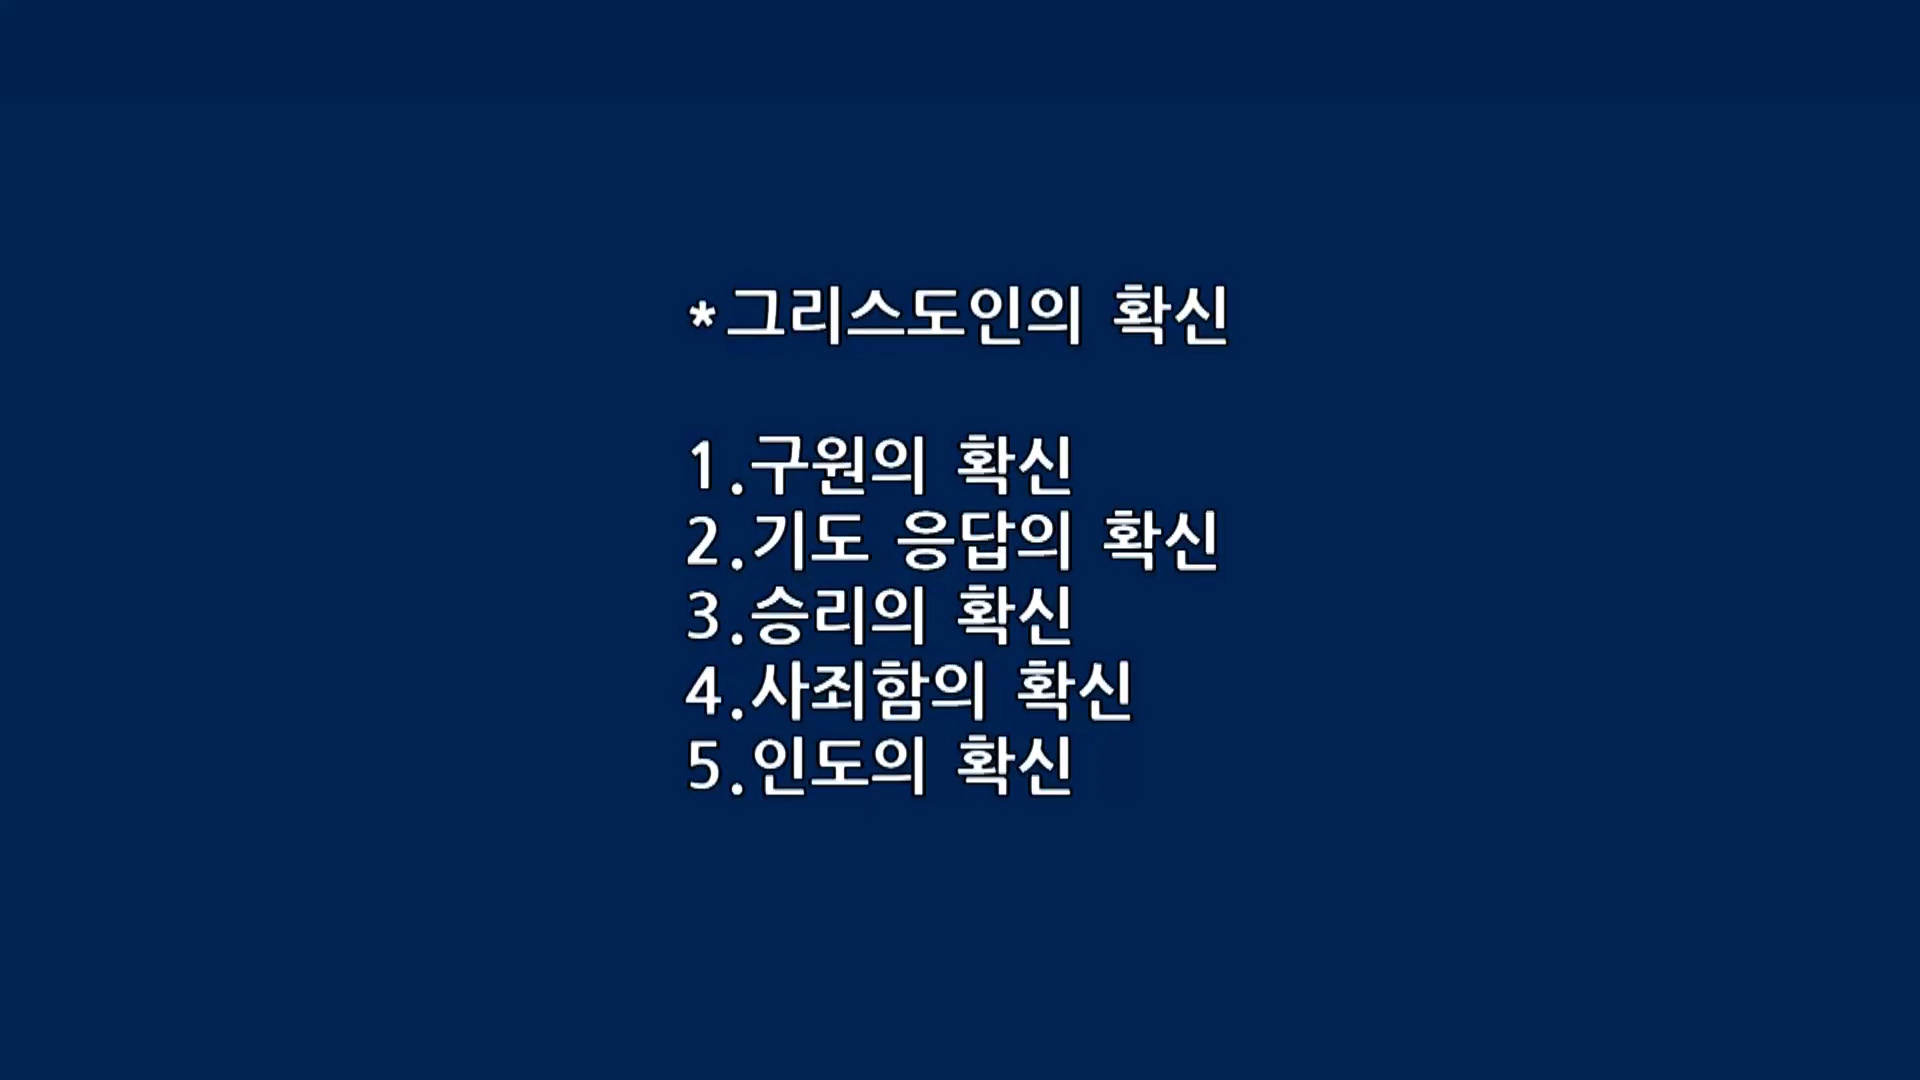 *그리스도인의 확신
1.구원의 확신
2.기도 응답의 확신
3.승리의 확신
4.사죄함의 확신
5.인도의 확신